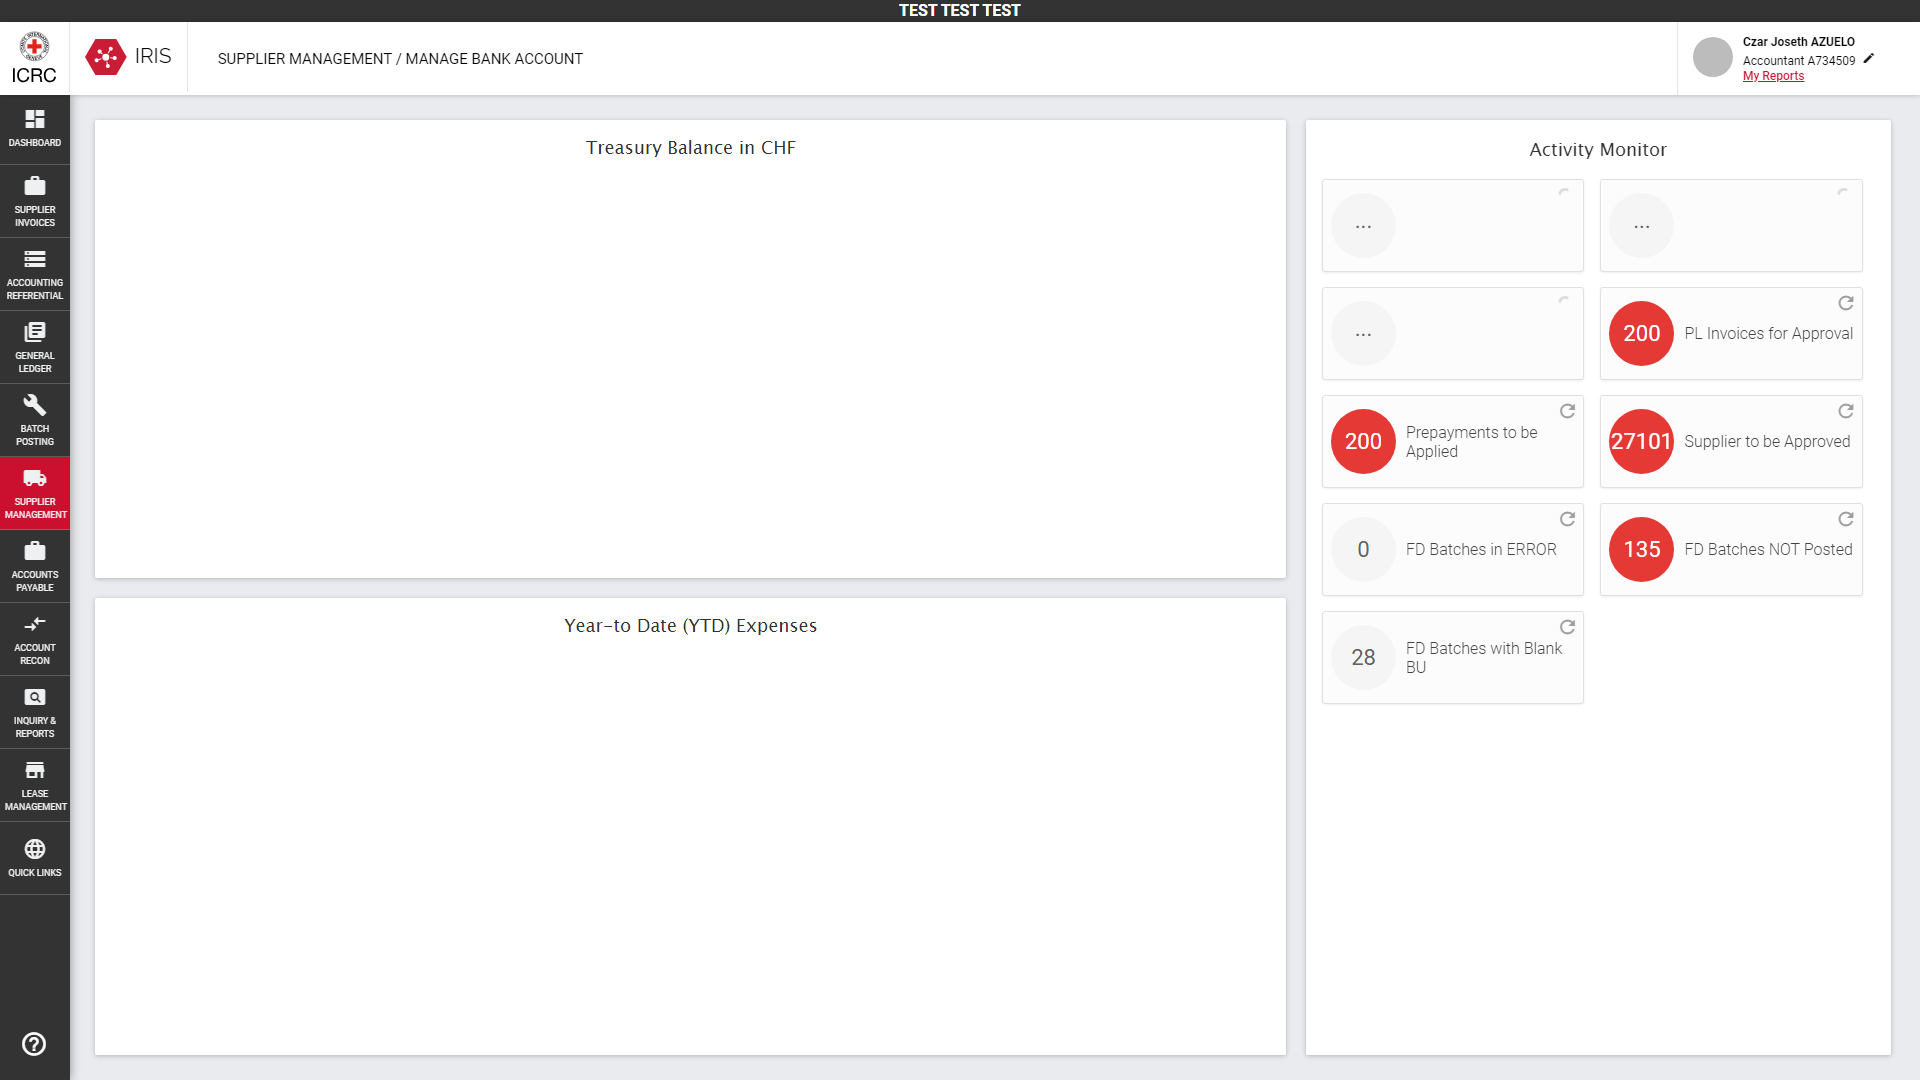 TEST TEST TEST
ICRC
IRIS
SUPPLIER MANAGEMENT / MANAGE BANK ACCOUNT
Czar Joseth AZUELO
Accountant A734509
My Reports
DASHBOARD
SUPPLIER
INVOICES
ACCOUNTING
REFERENTIAL
GENERAL
LEDGER
BATCH
POSTING
SUPPLIER
MANAGEMENT
ACCOUNTS
PAYABLE
ACCOUNT
RECON
INQUIRY &
REPORTS
LEASE
MANAGEMENT
QUICK LINKS
Treasury Balance in CHF
Year-to Date (YTD) Expenses
Activity Monitor
...
...
...
200 PL Invoices for Approval
200 Prepayments to be
Applied
27101 Supplier to be Approved
0 FD Batches in ERROR
135 FD Batches NOT Posted
28 FD Batches with Blank
BU